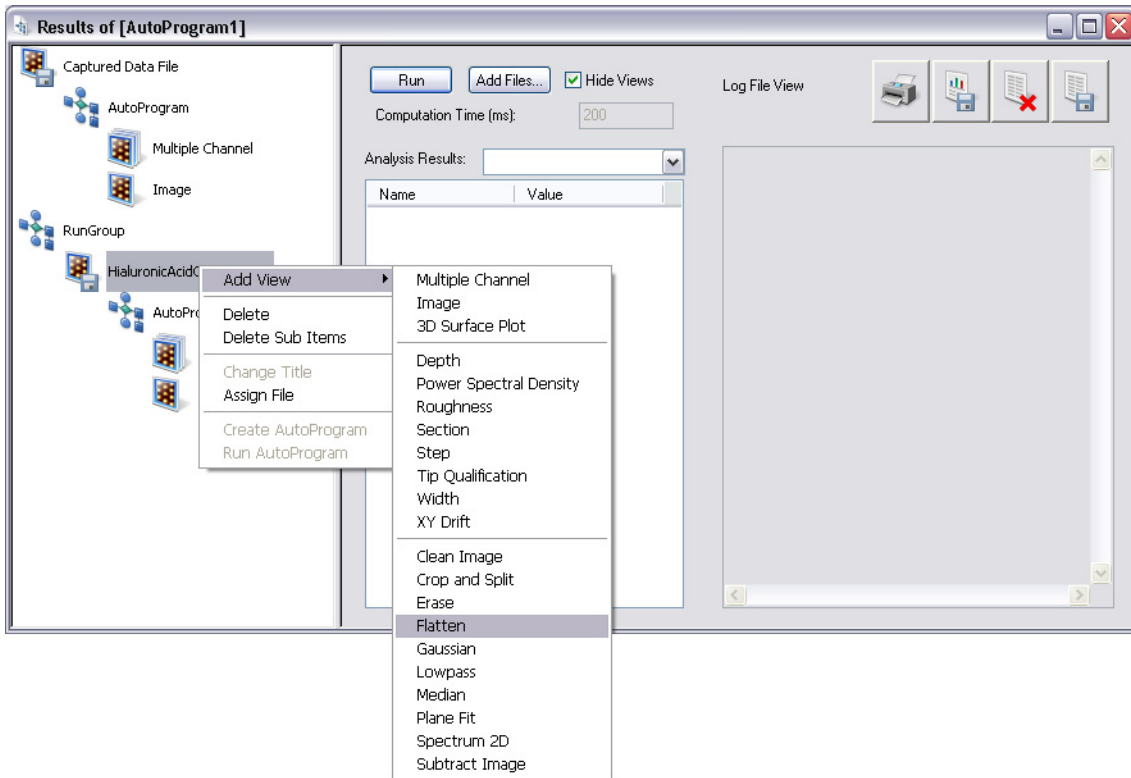 Results of [AutoProgram1]
Captured Data File
AutoProgram
Multiple Channel
Image
RunGroup
HialuronicAcid
AutoPro
Run
Add Files...
Hide Views
Computation Time (ms):
200
Analysis Results:
Name
Value
Log File View
Add View
Delete
Delete Sub Items
Change Title
Assign File
Create AutoProgram
Run AutoProgram
Multiple Channel
Image
3D Surface Plot
Depth
Power Spectral Density
Roughness
Section
Step
Tip Qualification
Width
XY Drift
Clean Image
Crop and Split
Erase
Flatten
Gaussian
Lowpass
Median
Plane Fit
Spectrum 2D
Subtract Image